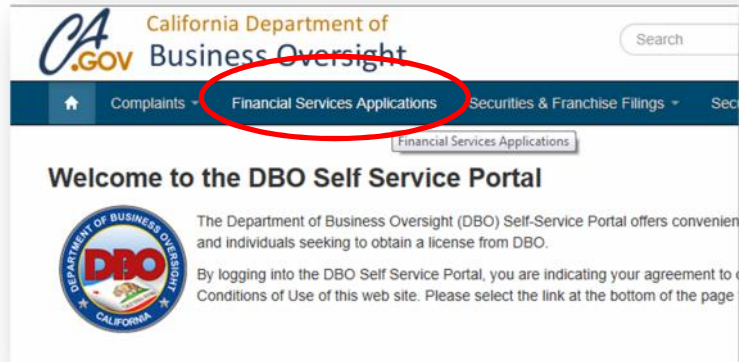 CA
.GOV
California Department of
Business Oversight
Search
Complaints Financial Services Applications Securities & Franchise Filings Secu
Financial Services Applications
Welcome to the DBO Self Service Portal
DEPARTMENT OF BUSINESS OVERSIGHT
DBO
CALIFORNIA
The Department of Business Oversight (DBO) Self-Service Portal offers convenien
and individuals seeking to obtain a license from DBO.
By logging into the DBO Self Service Portal, you are indicating your agreement to
Conditions of Use of this web site. Please select the link at the bottom of the page